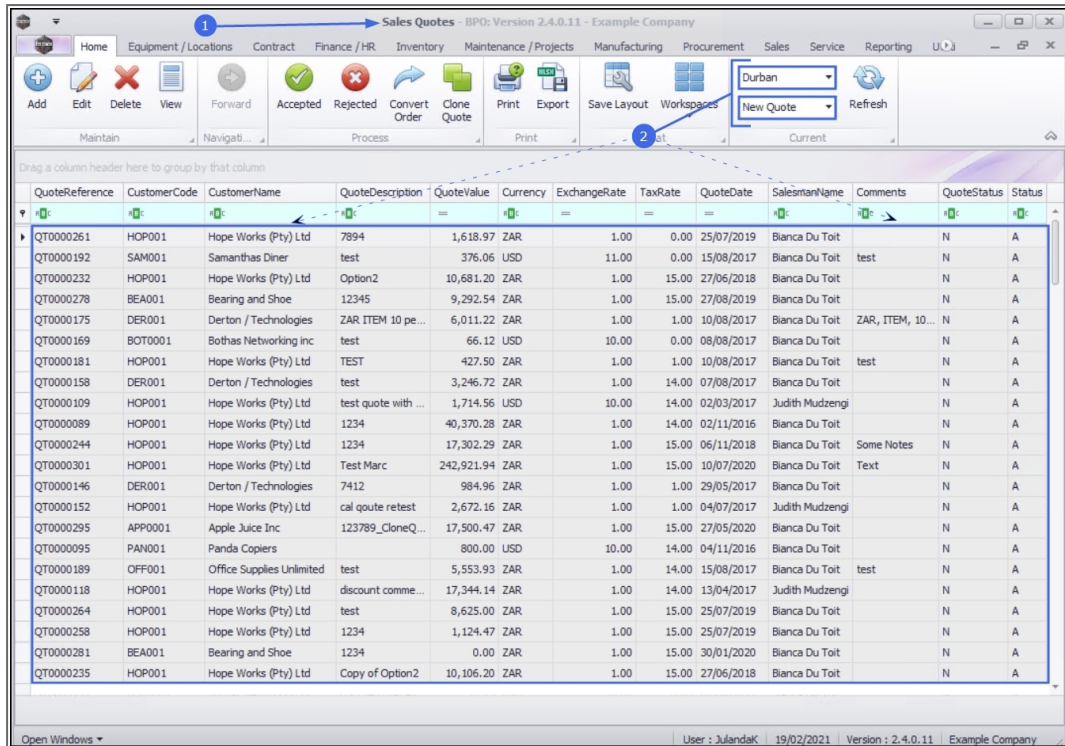 1
Sales Quotes - BPO: Version 2.4.0.11 - Example Company
Home Equipment / Locations Contract Finance / HR Inventory Maintenance / Projects Manufacturing Procurement Sales Service Reporting
Add Edit Delete View Forward Accepted Rejected Convert Order Clone Quote Print Export Save Layout Workspaces Durban New Quote Refresh
Maintain Navigati... Process Print Current
2
Drag a column header here to group by that column
QuoteReference CustomerCode CustomerName QuoteDescription QuoteValue Currency ExchangeRate TaxRate QuoteDate SalesmanName Comments QuoteStatus Status
QT0000261 HOP001 Hope Works (Pty) Ltd 7894 1,618.97 ZAR 1.00 0.00 25/07/2019 Bianca Du Toit N A
QT0000192 SAM001 Samanthas Diner test 376.06 USD 11.00 0.00 15/08/2017 Bianca Du Toit test N A
QT0000232 HOP001 Hope Works (Pty) Ltd Option2 10,681.20 ZAR 1.00 15.00 27/06/2018 Bianca Du Toit N A
QT0000278 BEA001 Bearing and Shoe 12345 9,292.54 ZAR 1.00 15.00 27/08/2019 Bianca Du Toit N A
QT0000175 DER001 Derton / Technologies ZAR ITEM 10 pe... 6,011.22 ZAR 1.00 1.00 10/08/2017 Bianca Du Toit ZAR, ITEM, 10... N A
QT0000169 BOT0001 Bothas Networking inc test 66.12 USD 10.00 0.00 08/08/2017 Bianca Du Toit N A
QT0000181 HOP001 Hope Works (Pty) Ltd TEST 427.50 ZAR 1.00 1.00 10/08/2017 Bianca Du Toit test N A
QT0000158 DER001 Derton / Technologies test 3,246.72 ZAR 1.00 14.00 07/08/2017 Bianca Du Toit N A
QT0000109 HOP001 Hope Works (Pty) Ltd test quote with ... 1,714.56 USD 10.00 14.00 02/03/2017 Judith Mudzengi N A
QT0000089 HOP001 Hope Works (Pty) Ltd 1234 40,370.28 ZAR 1.00 14.00 02/11/2016 Bianca Du Toit N A
QT0000244 HOP001 Hope Works (Pty) Ltd 1234 17,302.29 ZAR 1.00 15.00 06/11/2018 Bianca Du Toit Some Notes N A
QT0000301 HOP001 Hope Works (Pty) Ltd Test Marc 242,921.94 ZAR 1.00 15.00 10/07/2020 Bianca Du Toit Text N A
QT0000146 DER001 Derton / Technologies 7412 984.96 ZAR 1.00 1.00 29/05/2017 Bianca Du Toit N A
QT0000152 HOP001 Hope Works (Pty) Ltd cal qoute retest 2,672.16 ZAR 1.00 1.00 04/07/2017 Judith Mudzengi N A
QT0000295 APP0001 Apple Juice Inc 123789_CloneQ... 17,500.47 ZAR 1.00 15.00 27/05/2020 Bianca Du Toit N A
QT0000095 PAN001 Panda Copiers 800.00 USD 10.00 14.00 04/11/2016 Bianca Du Toit N A
QT0000189 OFF001 Office Supplies Unlimited test 5,553.93 ZAR 1.00 14.00 15/08/2017 Bianca Du Toit test N A
QT0000118 HOP001 Hope Works (Pty) Ltd discount comme... 17,344.14 ZAR 1.00 14.00 13/04/2017 Judith Mudzengi N A
QT0000264 HOP001 Hope Works (Pty) Ltd test 8,625.00 ZAR 1.00 15.00 25/07/2019 Bianca Du Toit N A
QT0000258 HOP001 Hope Works (Pty) Ltd 1234 1,124.47 ZAR 1.00 15.00 25/07/2019 Bianca Du Toit N A
QT0000281 BEA001 Bearing and Shoe 1234 0.00 ZAR 1.00 15.00 30/01/2020 Bianca Du Toit N A
QT0000235 HOP001 Hope Works (Pty) Ltd Copy of Option2 10,106.20 ZAR 1.00 15.00 27/06/2018 Bianca Du Toit N A
Open Windows User : JulandaK 19/02/2021 Version : 2.4.0.11 Example Company